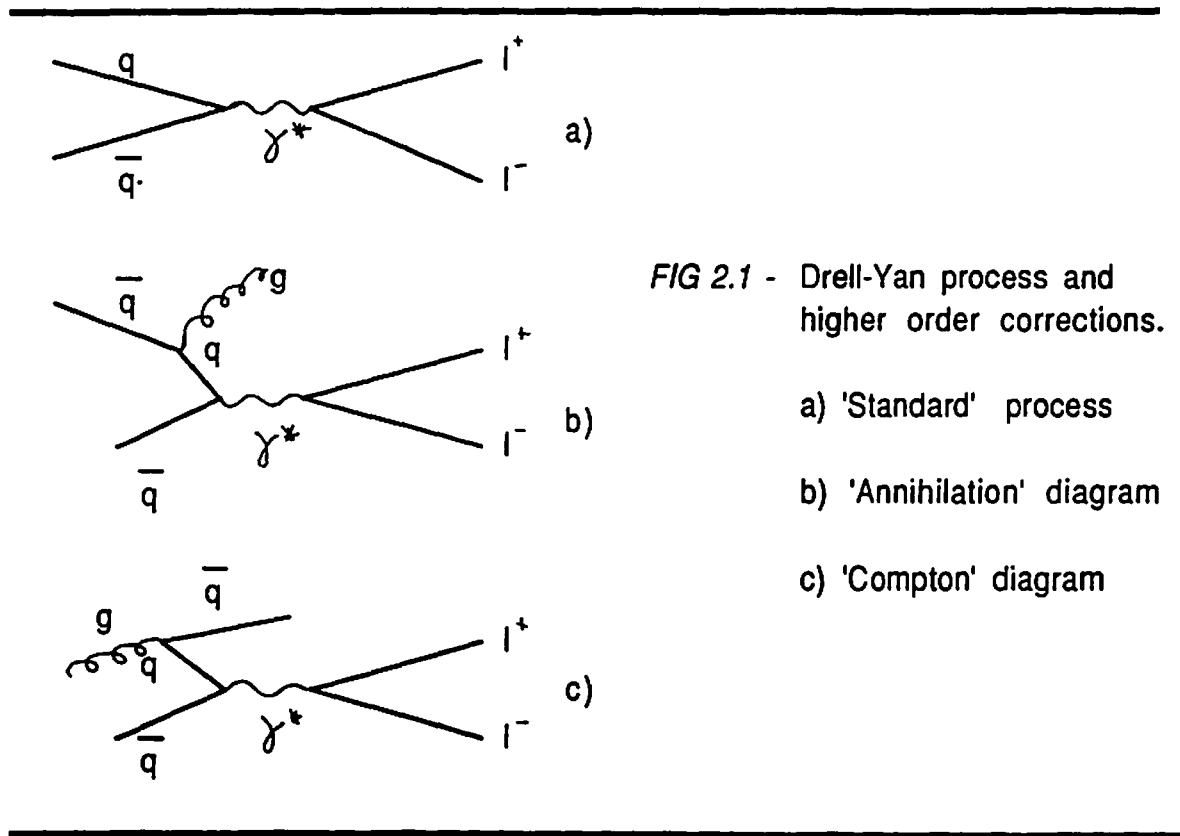 q
l⁺
γ*
a)
q̅.
l⁻
q̅
g
FIG 2.1 - Drell-Yan process and
higher order corrections.
q
l⁺
a) 'Standard' process
γ*
b)
l⁻
q̅
b) 'Annihilation' diagram
q̅
c) 'Compton' diagram
g
l⁺
q
c)
γ*
l⁻
q̅